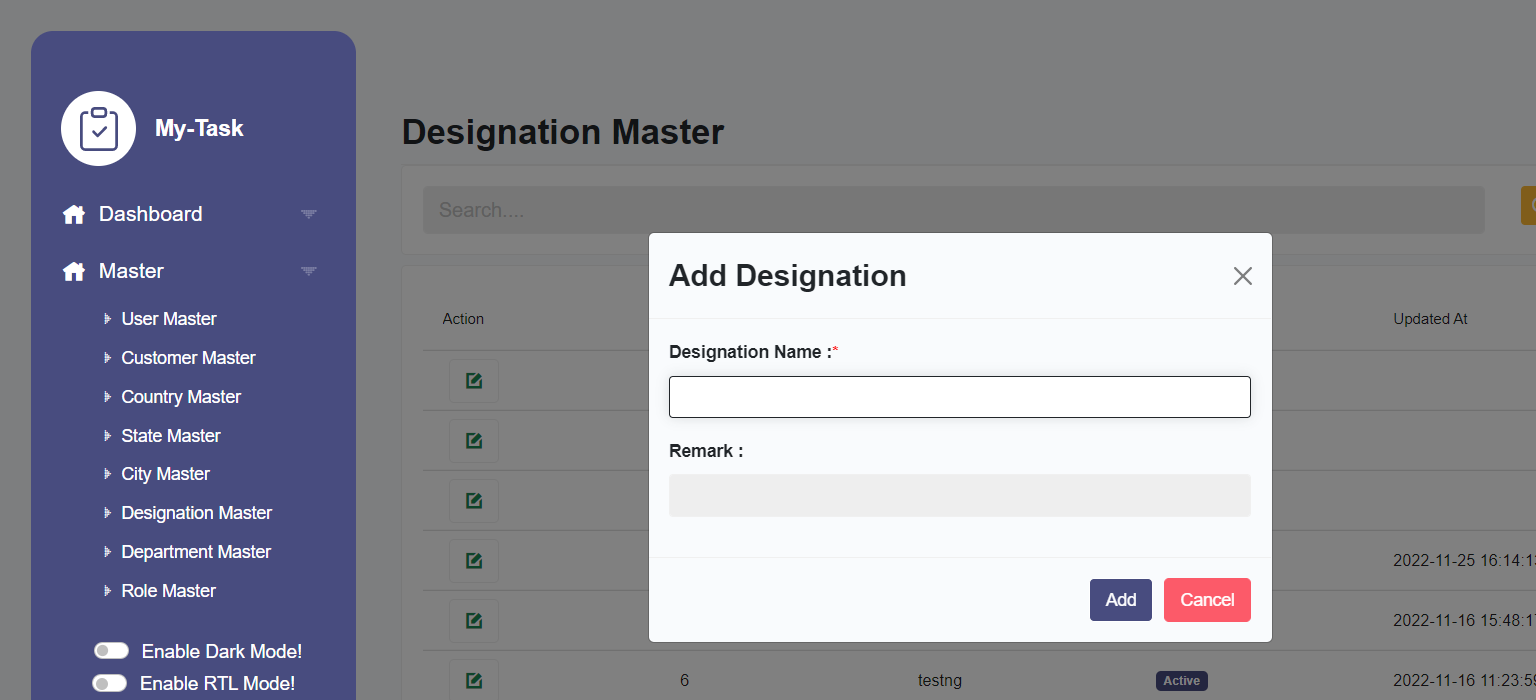 My-Task
Dashboard
Master
User Master
Customer Master
Country Master
State Master
City Master
Designation Master
Department Master
Role Master
Enable Dark Mode!
Enable RTL Mode!
Designation Master
Search....
Action
Updated At
2022-11-25 16:14:1
2022-11-16 15:48:1
6 testng Active 2022-11-16 11:23:5
Add Designation
Designation Name :*
Remark :
Add Cancel